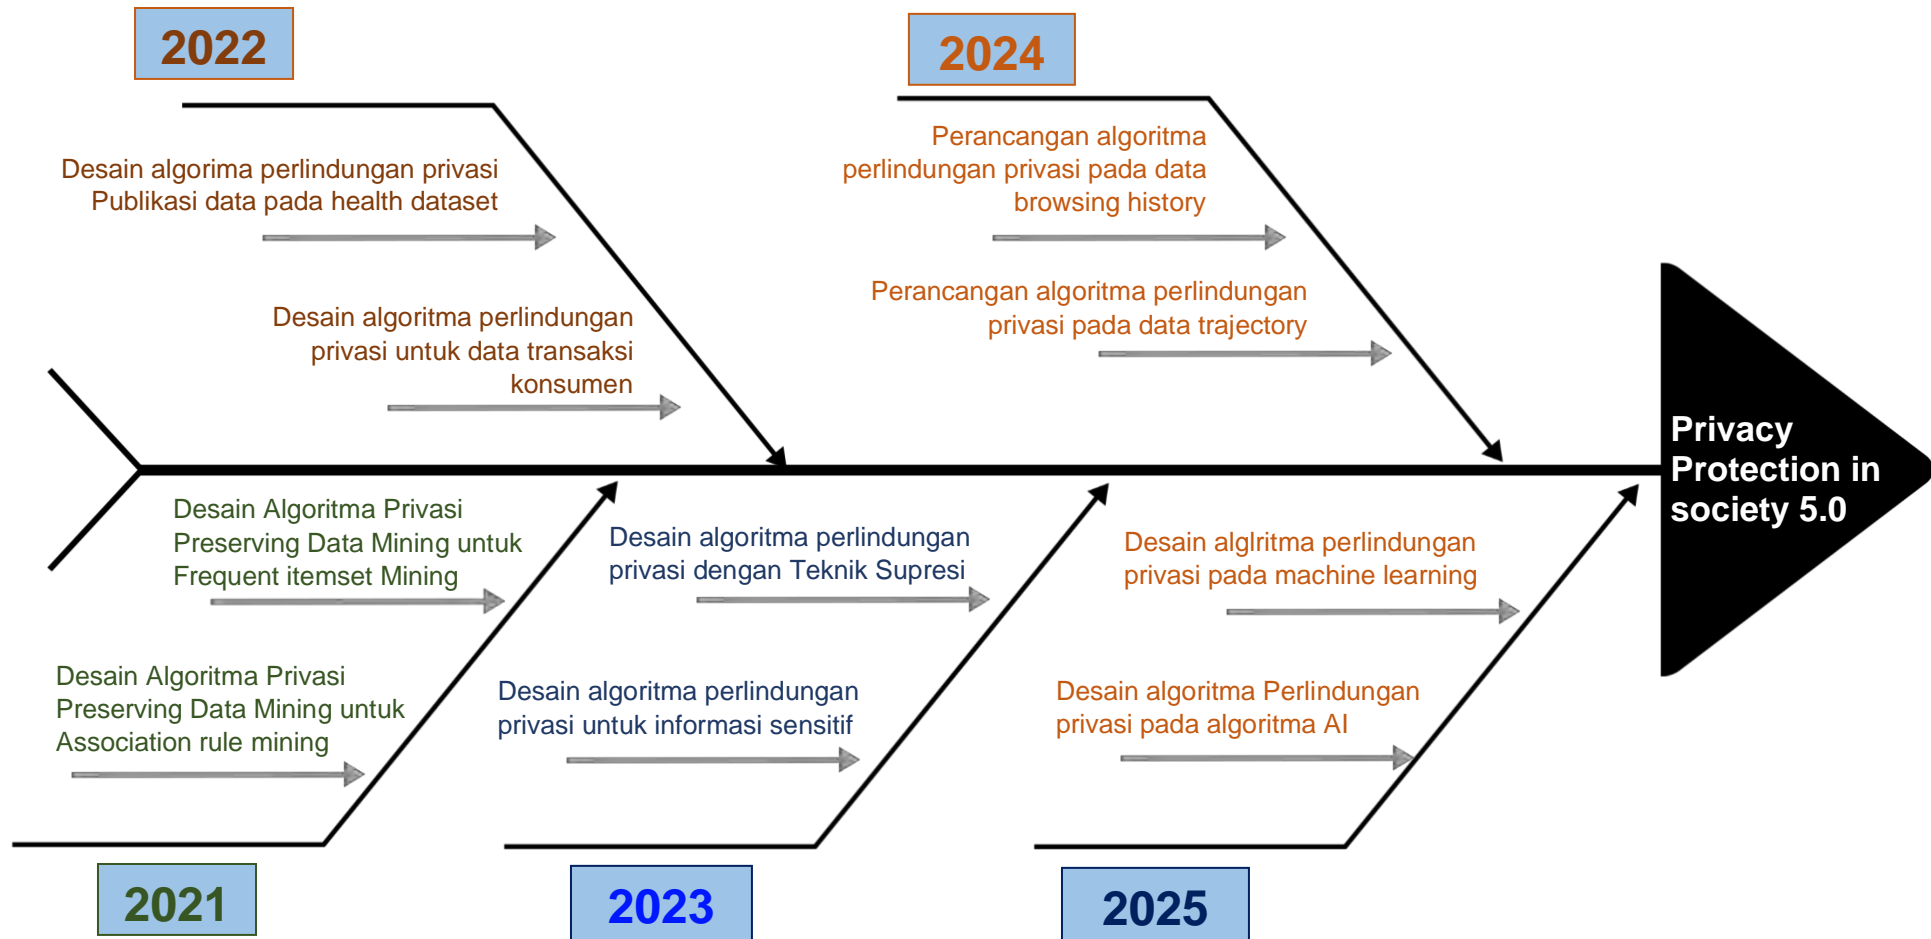 2022
2024
Desain algorima perlindungan privasi
Publikasi data pada health dataset
Desain algoritma perlindungan
privasi untuk data transaksi
konsumen
Perancangan algoritma
perlindungan privasi pada data
browsing history
Perancangan algoritma perlindungan
privasi pada data trajectory
Privacy
Protection in
society 5.0
Desain Algoritma Privasi
Preserving Data Mining untuk
Frequent itemset Mining
Desain Algoritma Privasi
Preserving Data Mining untuk
Association rule mining
Desain algoritma perlindungan
privasi dengan Teknik Supresi
Desain algoritma perlindungan
privasi untuk informasi sensitif
Desain alglritma perlindungan
privasi pada machine learning
Desain algoritma Perlindungan
privasi pada algoritma AI
2021
2023
2025